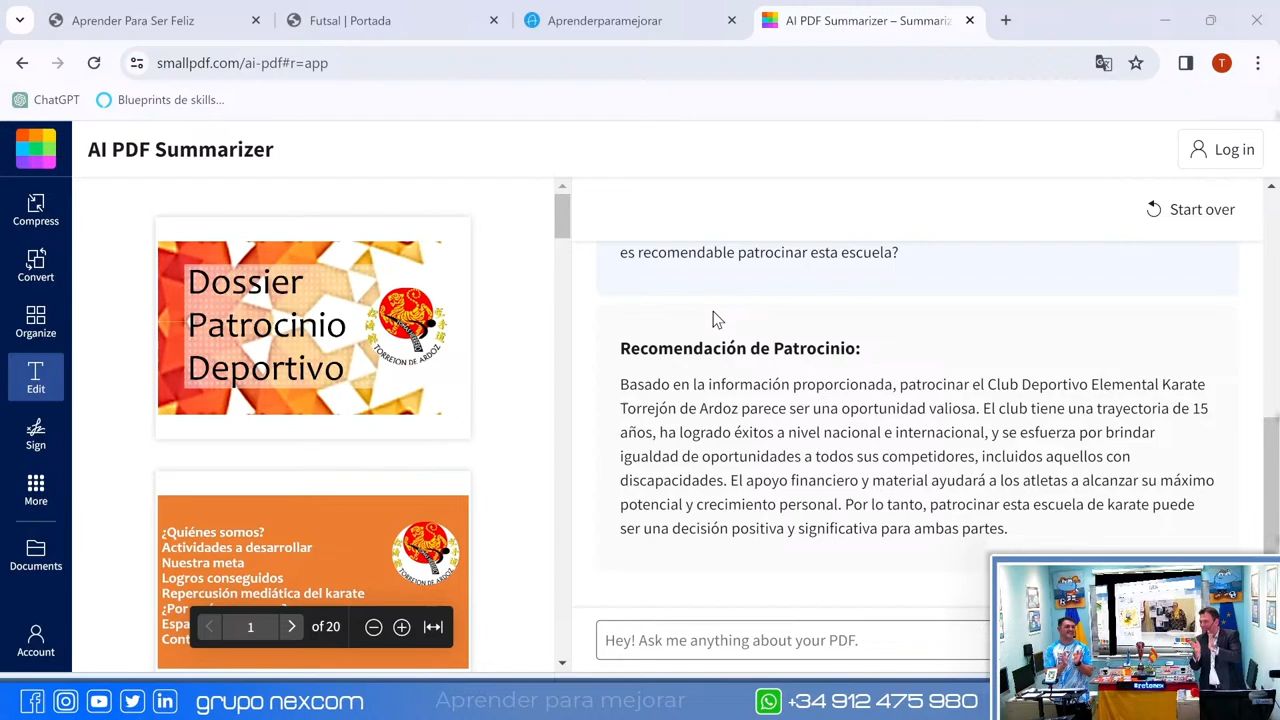 Aprender Para Ser Feliz
Futsal | Portada
Aprenderparamejorar
AI PDF Summarizer – Summariz
smallpdf.com/ai-pdf#r=app
T
ChatGPT
Blueprints de skills...
AI PDF Summarizer
Log in
Compress
Convert
Organize
Edit
Sign
More
Documents
Account
Dossier
Patrocinio
Deportivo
TORREJON DE ARDOZ
¿Quiénes somos?
Actividades a desarrollar
Nuestra meta
Logros conseguidos
Repercusión mediática del karate
¿Por
Espa
Cont
TORREJON DE ARDOZ
1 of 20
Start over
es recomendable patrocinar esta escuela?
Recomendación de Patrocinio:
Basado en la información proporcionada, patrocinar el Club Deportivo Elemental Karate
Torrejón de Ardoz parece ser una oportunidad valiosa. El club tiene una trayectoria de 15
años, ha logrado éxitos a nivel nacional e internacional, y se esfuerza por brindar
igualdad de oportunidades a todos sus competidores, incluidos aquellos con
discapacidades. El apoyo financiero y material ayudará a los atletas a alcanzar su máximo
potencial y crecimiento personal. Por lo tanto, patrocinar esta escuela de karate puede
ser una decisión positiva y significativa para ambas partes.
Hey! Ask me anything about your PDF.
#retonex
grupo nexcom
Aprender para mejorar
+34 912 475 980